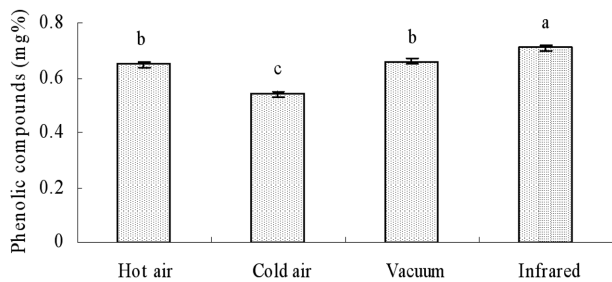 Phenolic compounds (mg%)
0.8
0.6
0.4
0.2
0
b
c
b
a
Hot air
Cold air
Vacuum
Infrared